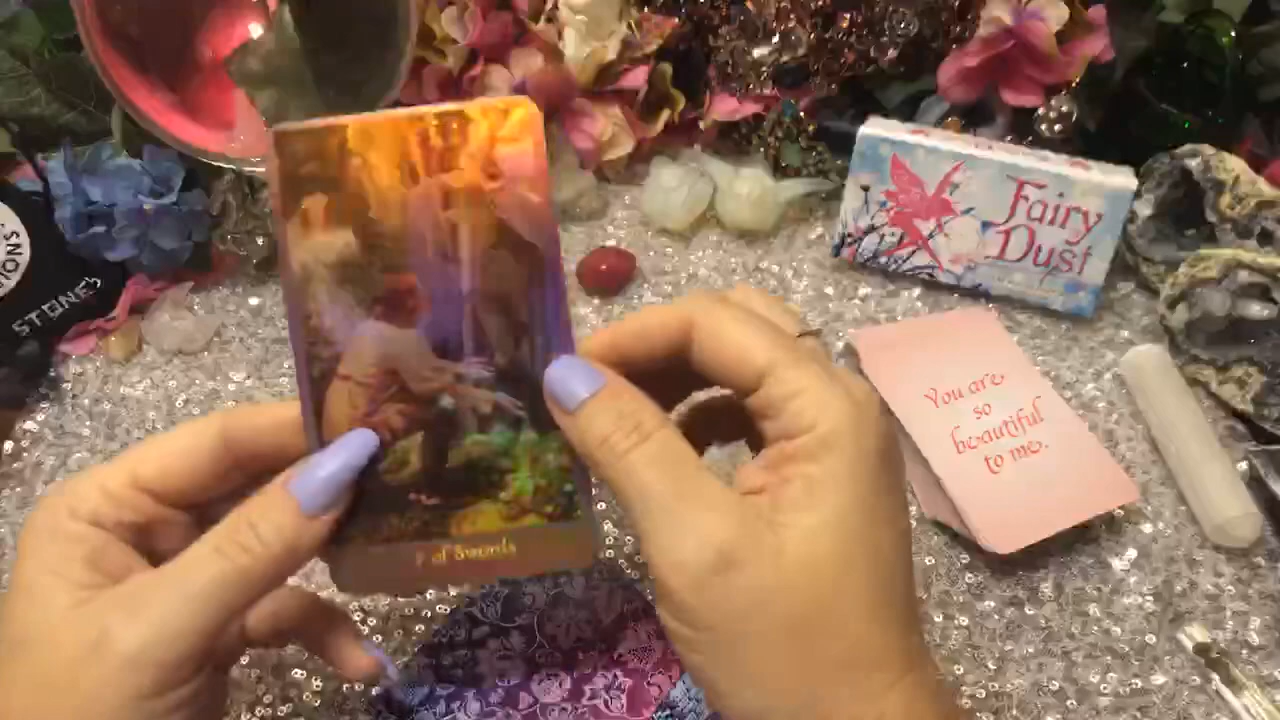 of Swords
Fairy
Dust
You are
so
beautiful
to me.
STONES